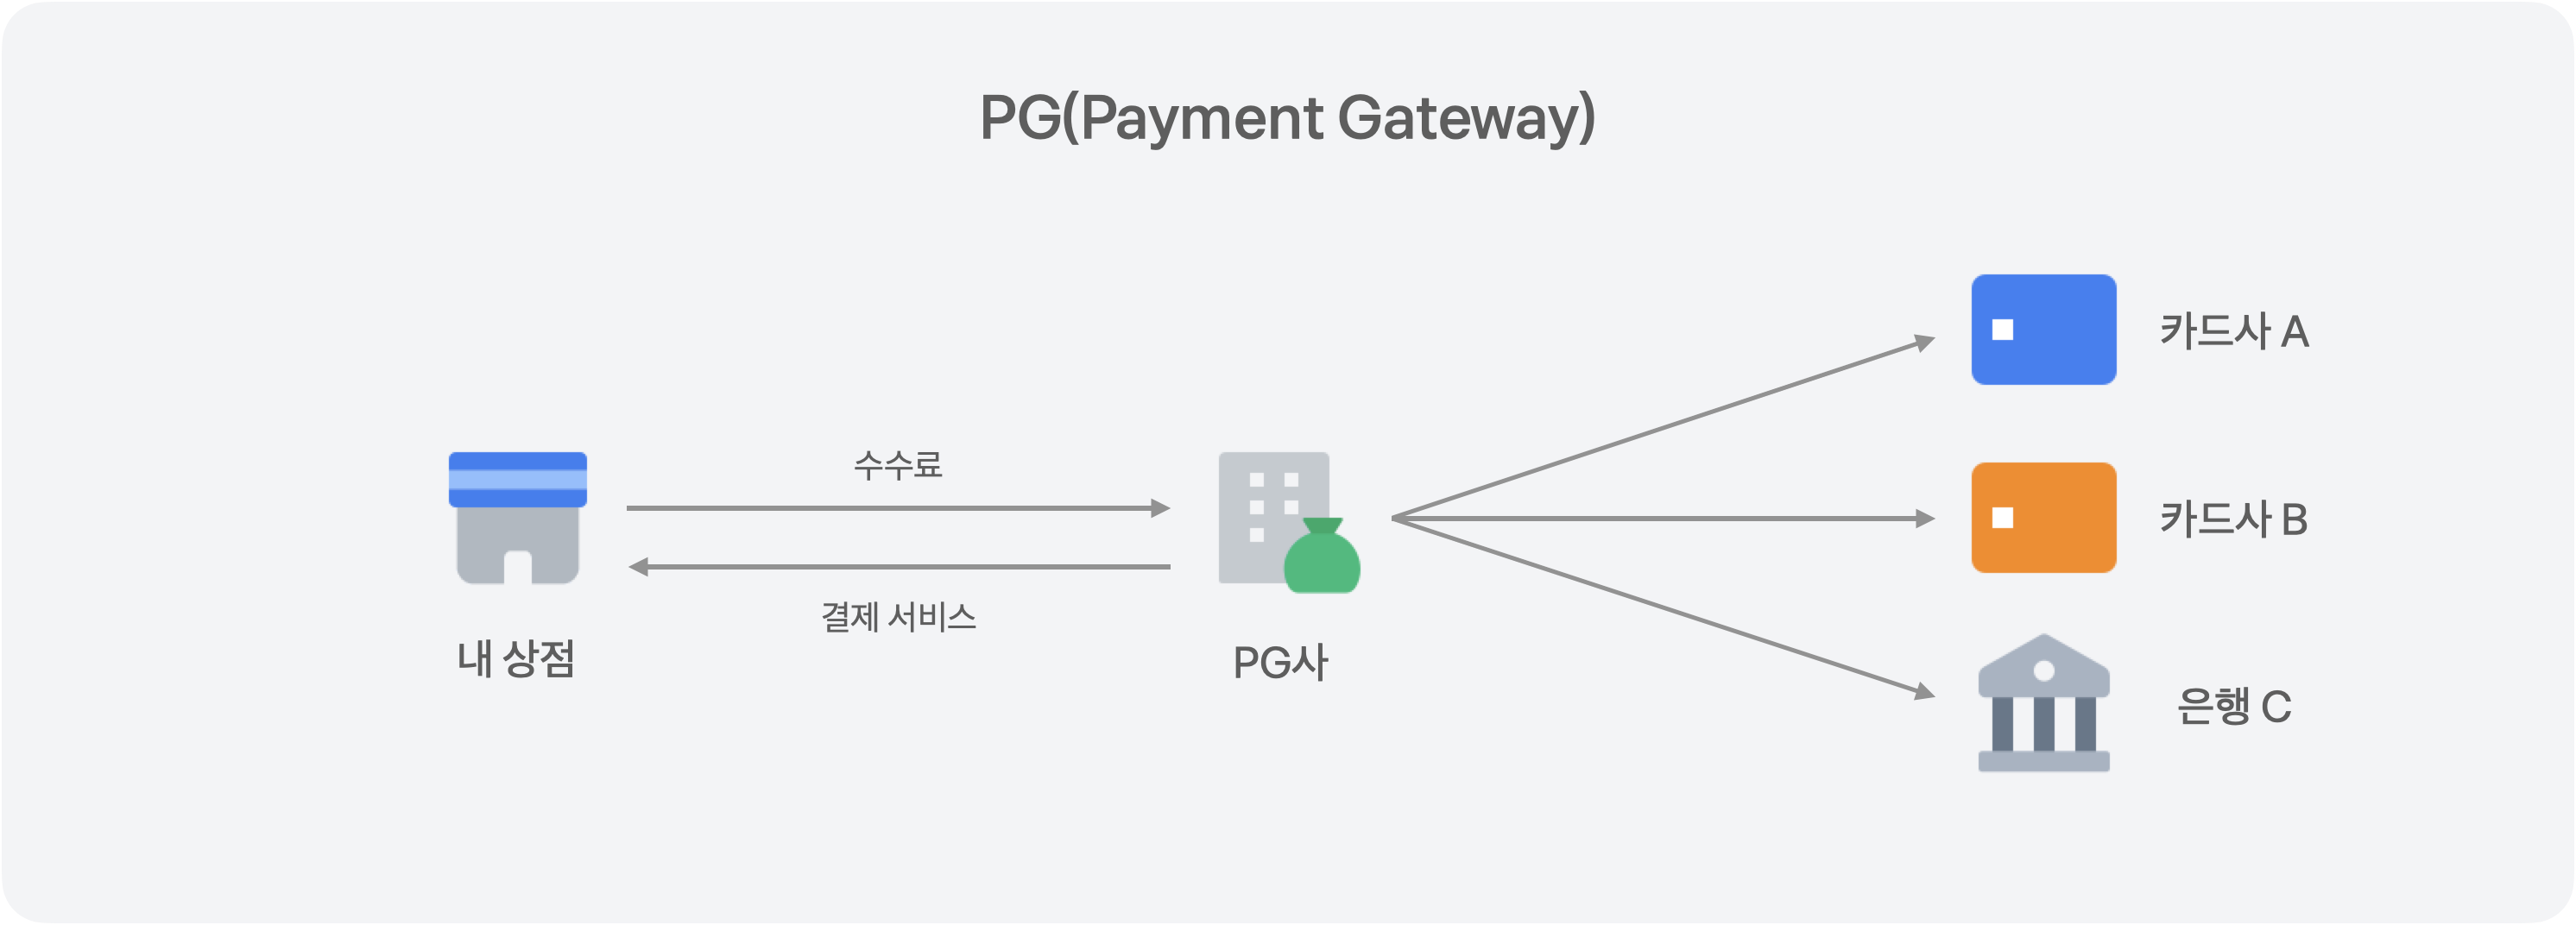 PG(Payment Gateway)
카드사 A
수수료
카드사 B
결제 서비스
내 상점
PG사
은행 C